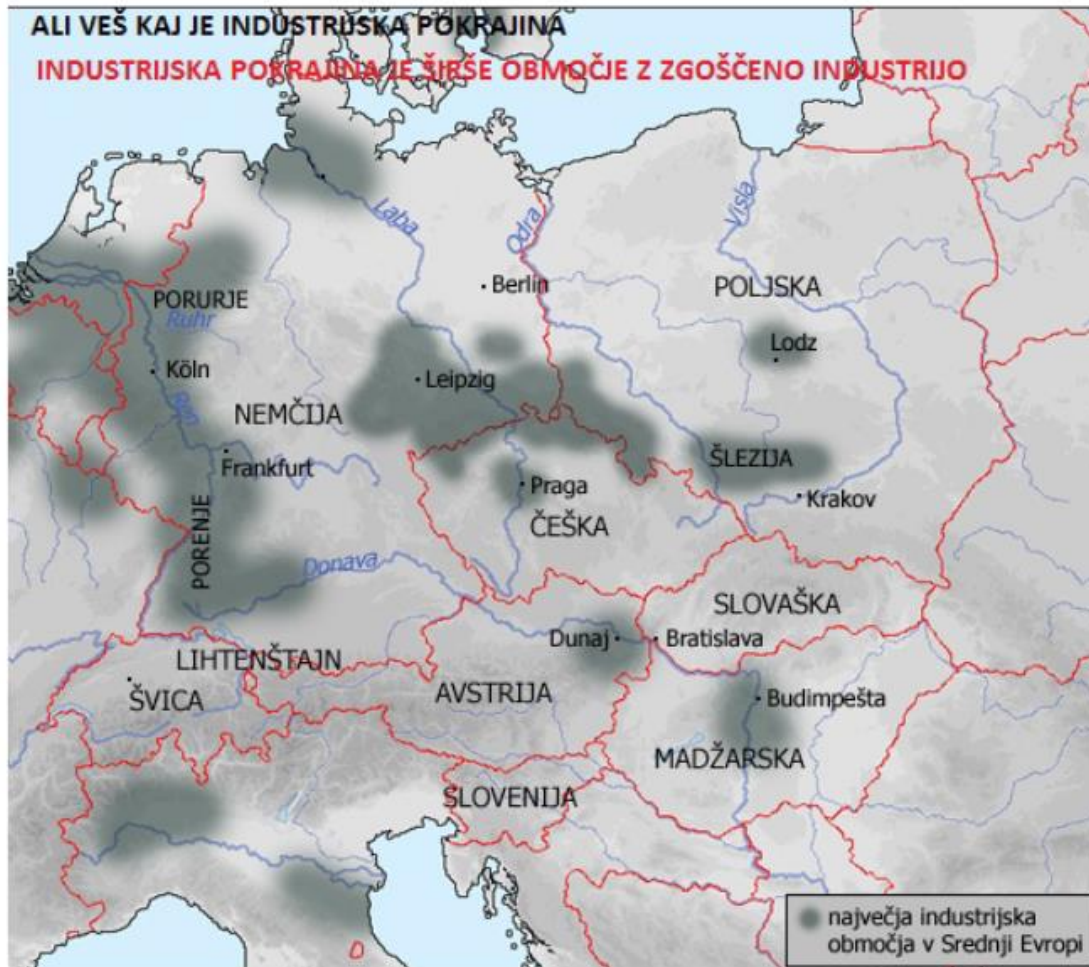 ALI VEŠ KAJ JE INDUSTRIJSKA POKRAJINA
INDUSTRIJSKA POKRAJINA JE ŠIRŠE OBMOČJE Z ZGOŠČENO INDUSTRIJO
Laba
Odra
Visla
Berlin
POLJSKA
PORURJE
Ruhr
Lodz
Köln
Leipzig
NEMČIJA
ŠLEZIJA
Frankfurt
Praga
Krakov
ČEŠKA
PORENJE
Donava
SLOVAŠKA
Dunaj
Bratislava
LIHTENŠTAJN
ŠVICA
AVSTRIJA
Budimpešta
MADŽARSKA
SLOVENIJA
največja industrijska
območja v Srednji Evropi